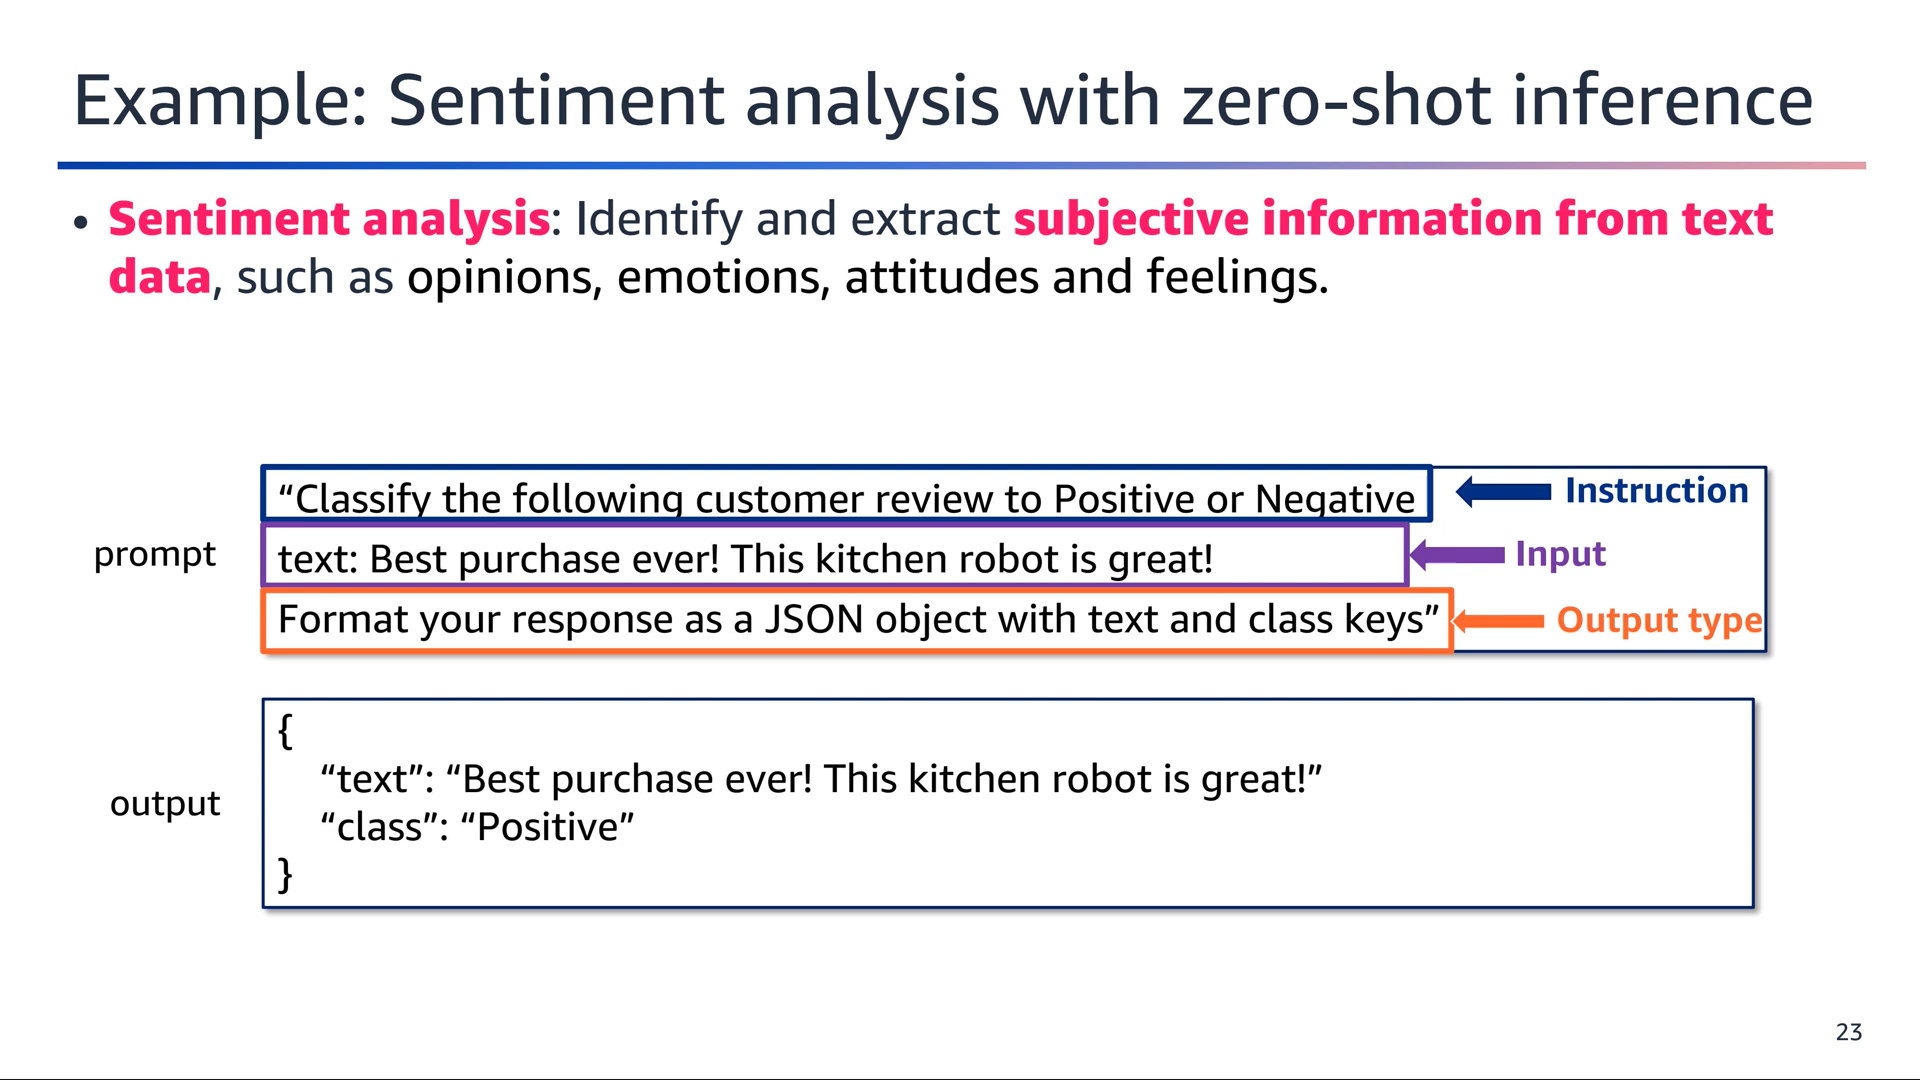 Example: Sentiment analysis with zero-shot inference
• Sentiment analysis: Identify and extract subjective information from text
data, such as opinions, emotions, attitudes and feelings.
“Classify the following customer review to Positive or Negative
Instruction
prompt
text: Best purchase ever! This kitchen robot is great!
Input
Format your response as a JSON object with text and class keys”
Output type
{
“text”: “Best purchase ever! This kitchen robot is great!”
output
“class”: “Positive”
}
23